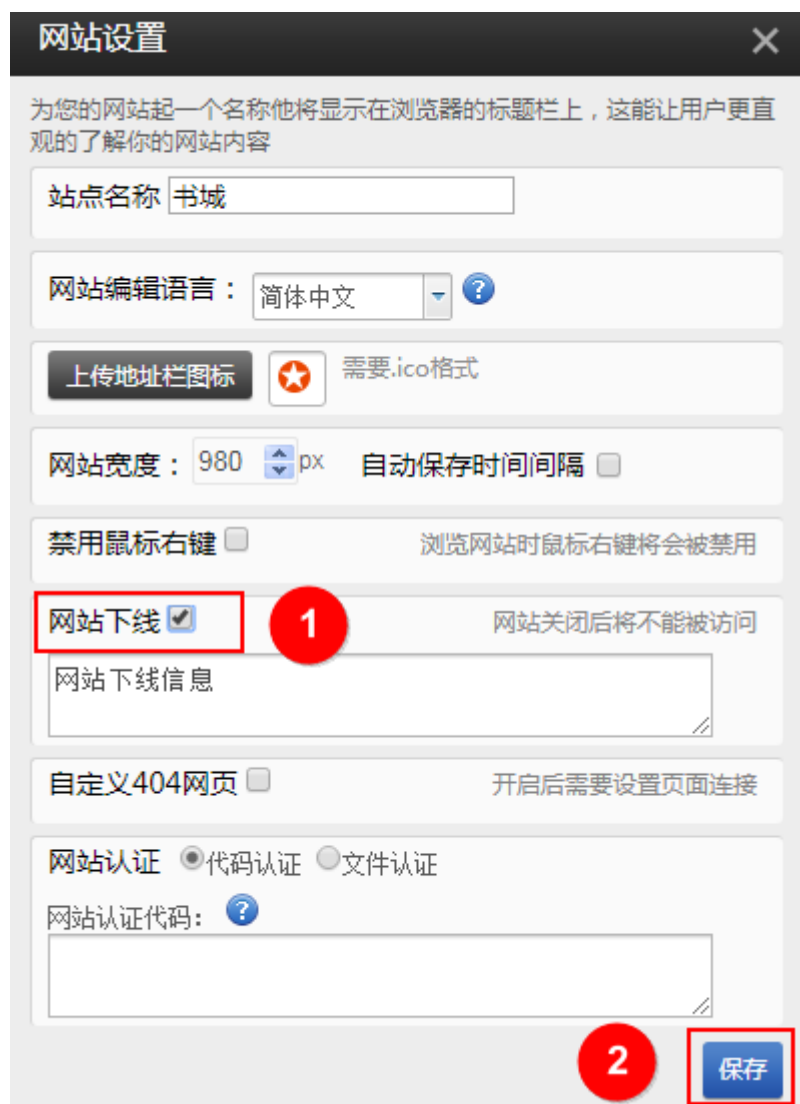 网站设置
为您的网站起一个名称他将显示在浏览器的标题栏上，这能让用户更直
观的了解你的网站内容
站点名称 书城
网站编辑语言： 简体中文 ?
上传地址栏图标 需要.ico格式
网站宽度： 980 px 自动保存时间间隔
禁用鼠标右键 浏览网站时鼠标右键将会被禁用
网站下线 1 网站关闭后将不能被访问
网站下线信息
自定义404网页 开启后需要设置页面连接
网站认证 代码认证 文件认证
网站认证代码： ?
2 保存